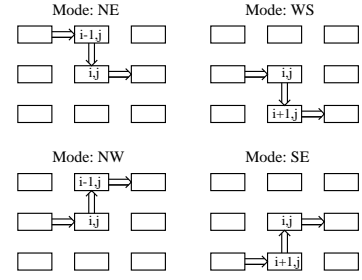 Mode: NE
i-1,j
i,j
Mode: WS
i,j
i+1,j
Mode: NW
i-1,j
i,j
Mode: SE
i,j
i+1,j